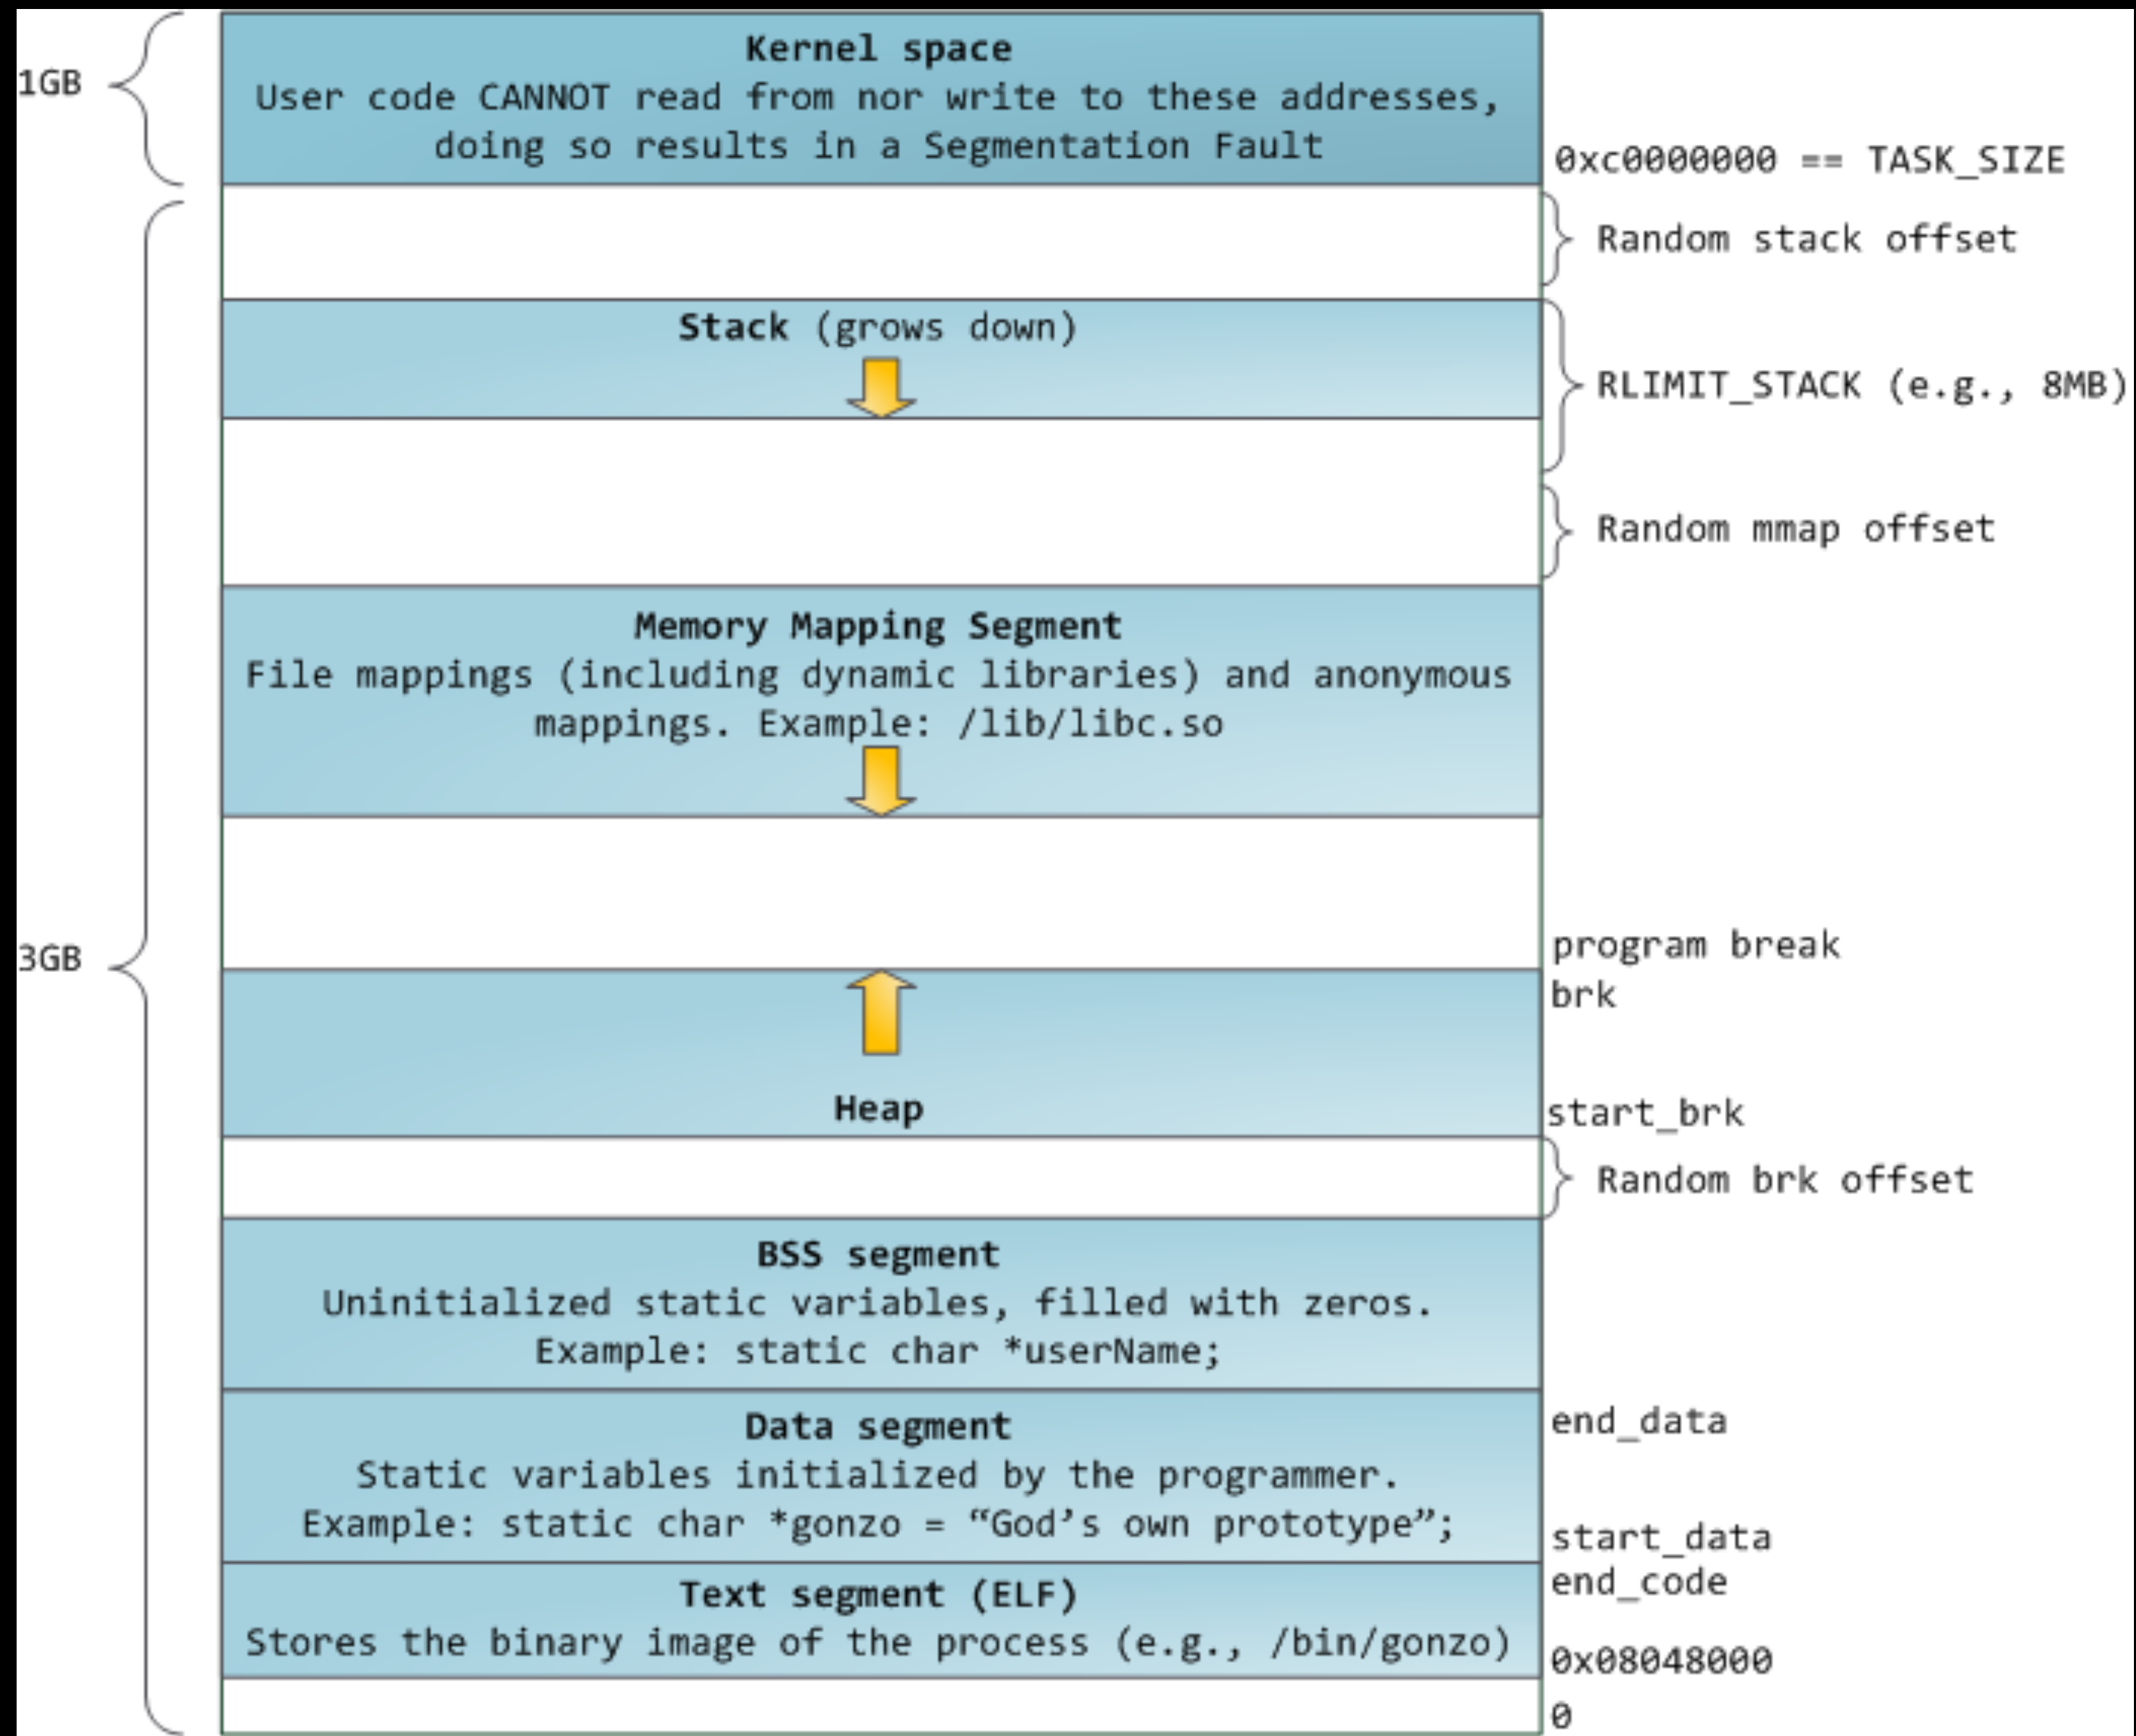 1GB
Kernel space
User code CANNOT read from nor write to these addresses,
doing so results in a Segmentation Fault
0xc0000000 == TASK_SIZE
Random stack offset
Stack (grows down)
RLIMIT_STACK (e.g., 8MB)
Random mmap offset
Memory Mapping Segment
File mappings (including dynamic libraries) and anonymous
mappings. Example: /lib/libc.so
3GB
program break
brk
Heap
start_brk
Random brk offset
BSS segment
Uninitialized static variables, filled with zeros.
Example: static char *userName;
Data segment
end_data
Static variables initialized by the programmer.
Example: static char *gonzo = “God’s own prototype”;
start_data
Text segment (ELF)
end_code
Stores the binary image of the process (e.g., /bin/gonzo)
0x08048000
0